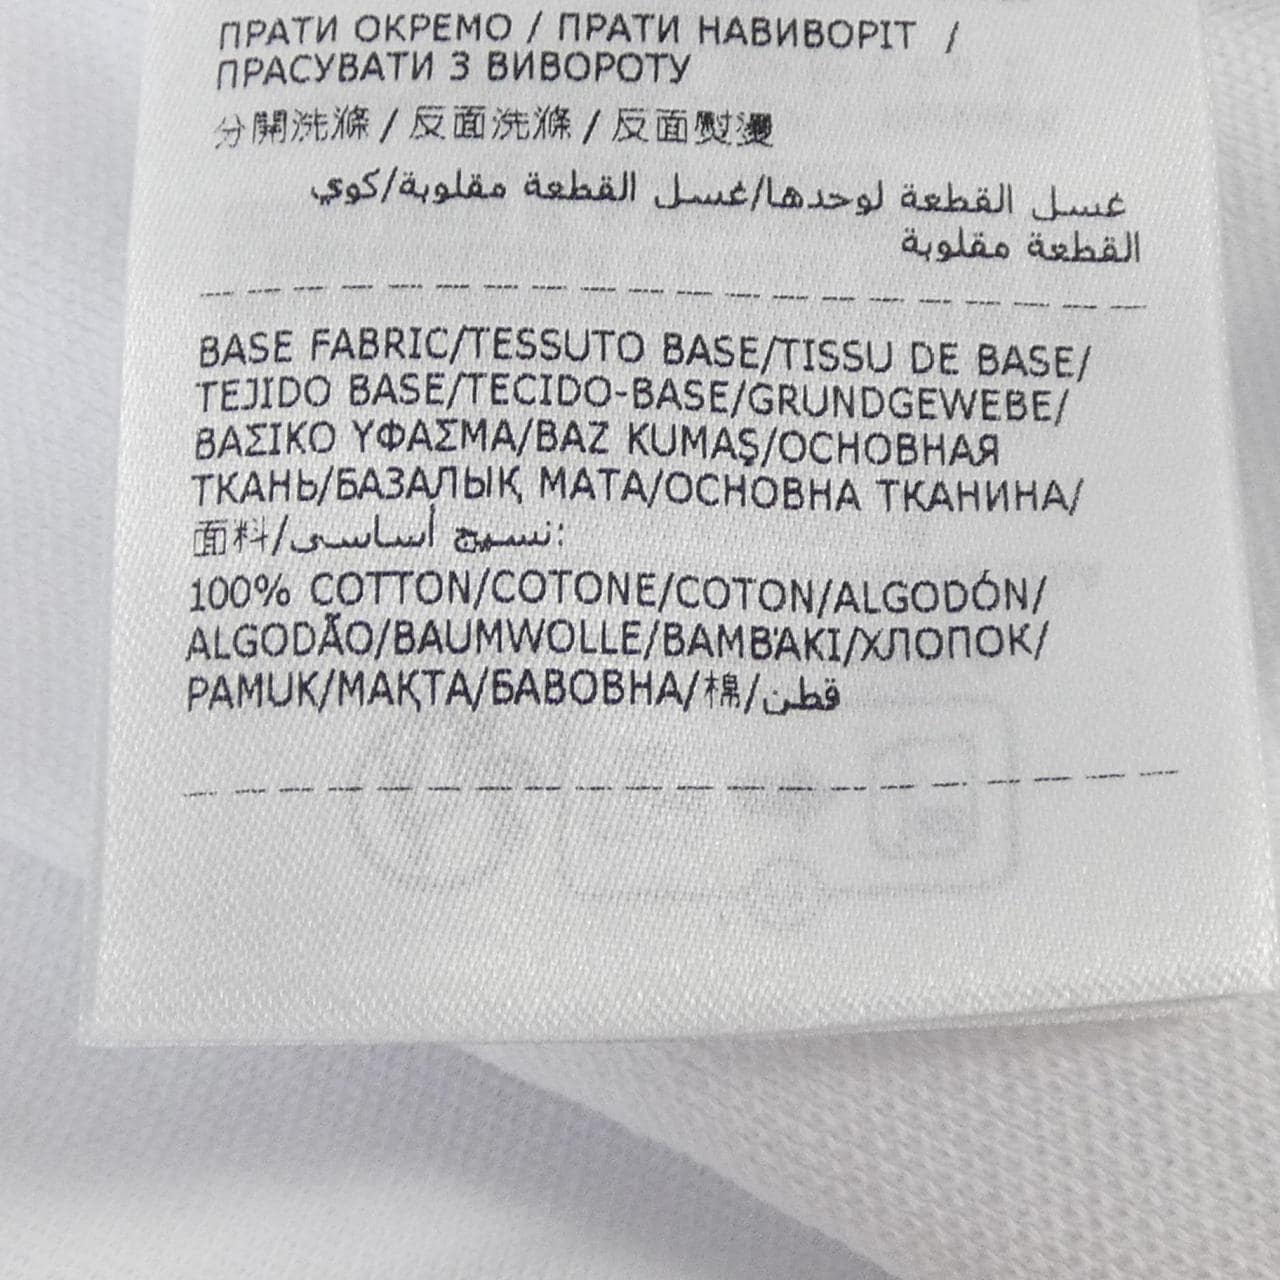 ПРАТИ ОКРЕМО / ПРАТИ НАВИВОРІТ /
ПРАСУВАТИ З ВИВОРОТУ
分開洗滌 / 反面洗滌 / 反面熨燙
غسل القطعة لوحدها/غسل القطعة مقلوبة/كوي
القطعة مقلوبة
BASE FABRIC/TESSUTO BASE/TISSU DE BASE/
TEJIDO BASE/TECIDO-BASE/GRUNDGEWEBE/
ΒΑΣΙΚΟ ΥΦΑΣΜΑ/BAZ KUMAŞ/ОСНОВНАЯ
ТКАНЬ/БАЗАЛЫҚ МАТА/ОСНОВНА ТКАНИНА/
面料/نسيج أساسى:
100% COTTON/COTONE/COTON/ALGODÓN/
ALGODÃO/BAUMWOLLE/ΒΑΜΒΆΚΙ/ХЛОПОК/
PAMUK/МАҚТА/БАВОВНА/棉/قطن